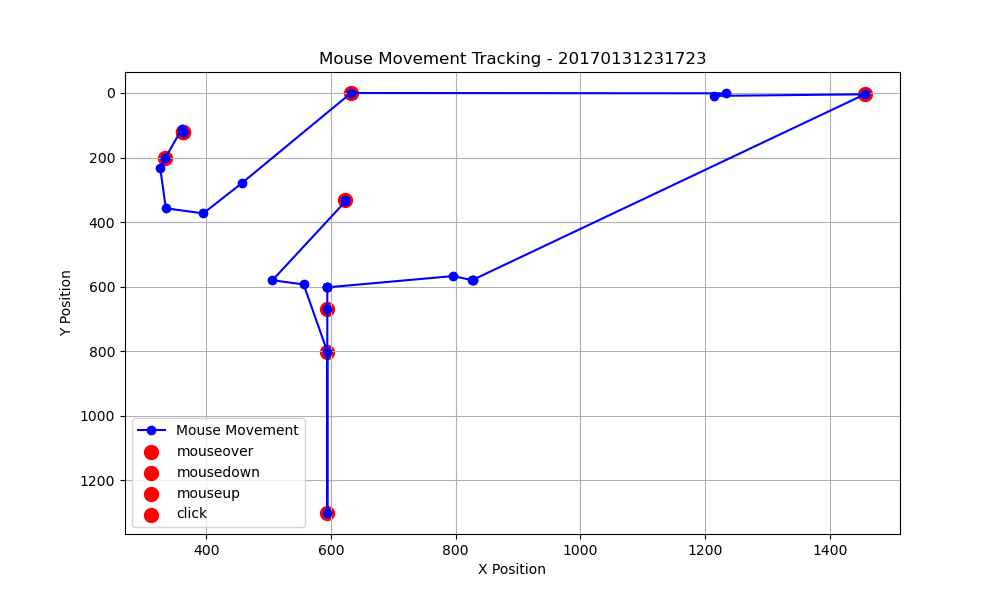 Mouse Movement Tracking - 20170131231723
0
200
400
600
800
1000
1200
Y Position
Mouse Movement
mouseover
mousedown
mouseup
click
400 600 800 1000 1200 1400
X Position